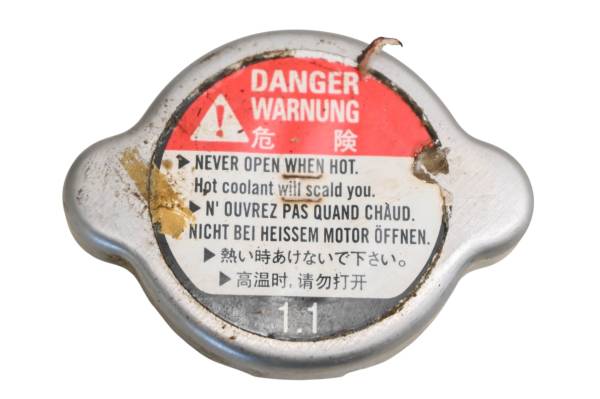 DANGER
WARNUNG
危 険
▶ NEVER OPEN WHEN HOT.
Hot coolant will scald you.
▶ N' OUVREZ PAS QUAND CHAUD.
NICHT BEI HEISSEM MOTOR ÖFFNEN.
▶ 熱い時あけないで下さい。
▶ 高温时, 请勿打开
1.1